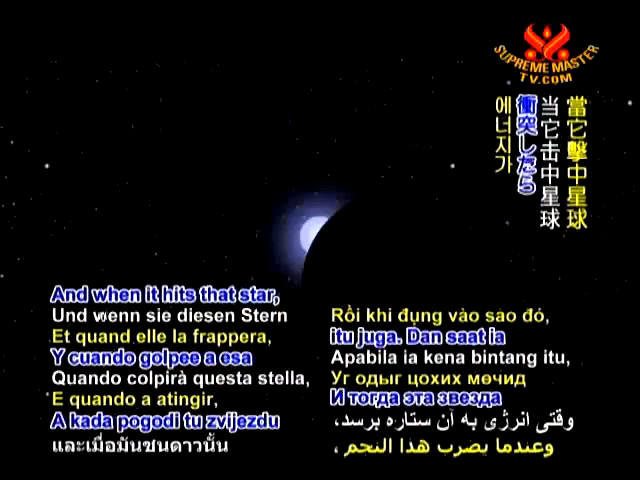 SUPREME MASTER
TV.COM
當它擊中星球
当它击中星球
衝突したら
에너지가
And when it hits that star,
Und wenn sie diesen Stern
Et quand elle la frappera,
Y cuando golpee a esa
Quando colpirà questa stella,
E quando a atingir,
A kada pogodi tu zvijezdu
และเมื่อมันชนดาวนั้น
Rồi khi đụng vào sao đó,
itu juga. Dan saat ia
Apabila ia kena bintang itu,
Уг одыг цохих мөчид
И тогда эта звезда
وقتی انرژی به آن ستاره برسد،
وعندما يضرب هذا النجم ،